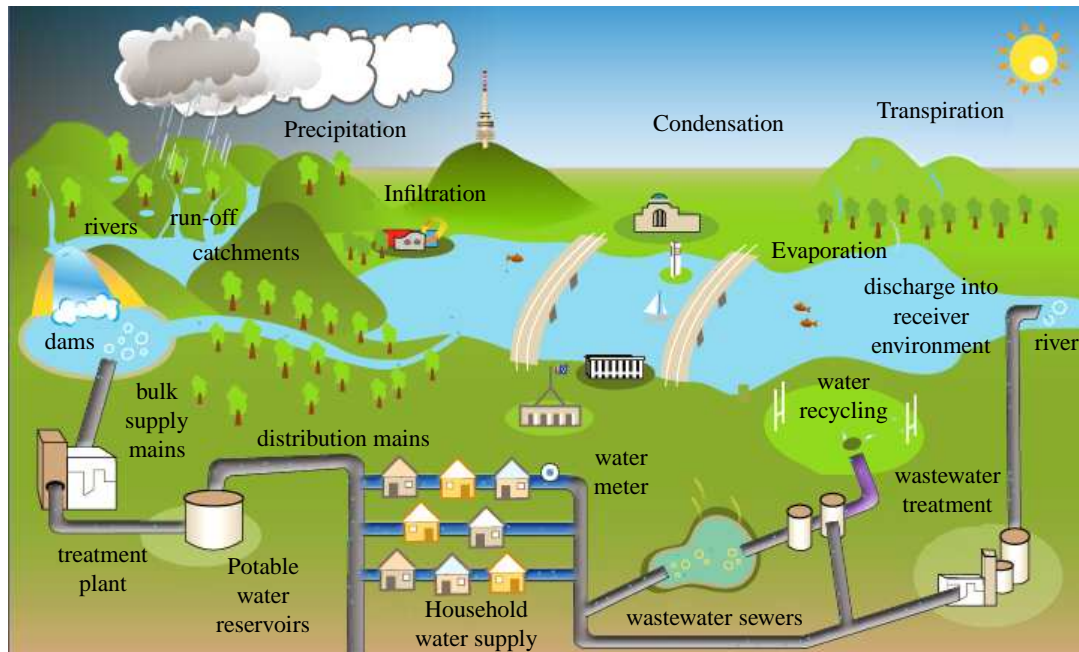 Precipitation
Condensation
Transpiration
Infiltration
rivers
run-off
catchments
Evaporation
discharge into
receiver
environment
river
dams
bulk
supply
mains
water
recycling
distribution mains
water
meter
wastewater
treatment
treatment
plant
Potable
water
reservoirs
Household
water supply
wastewater sewers